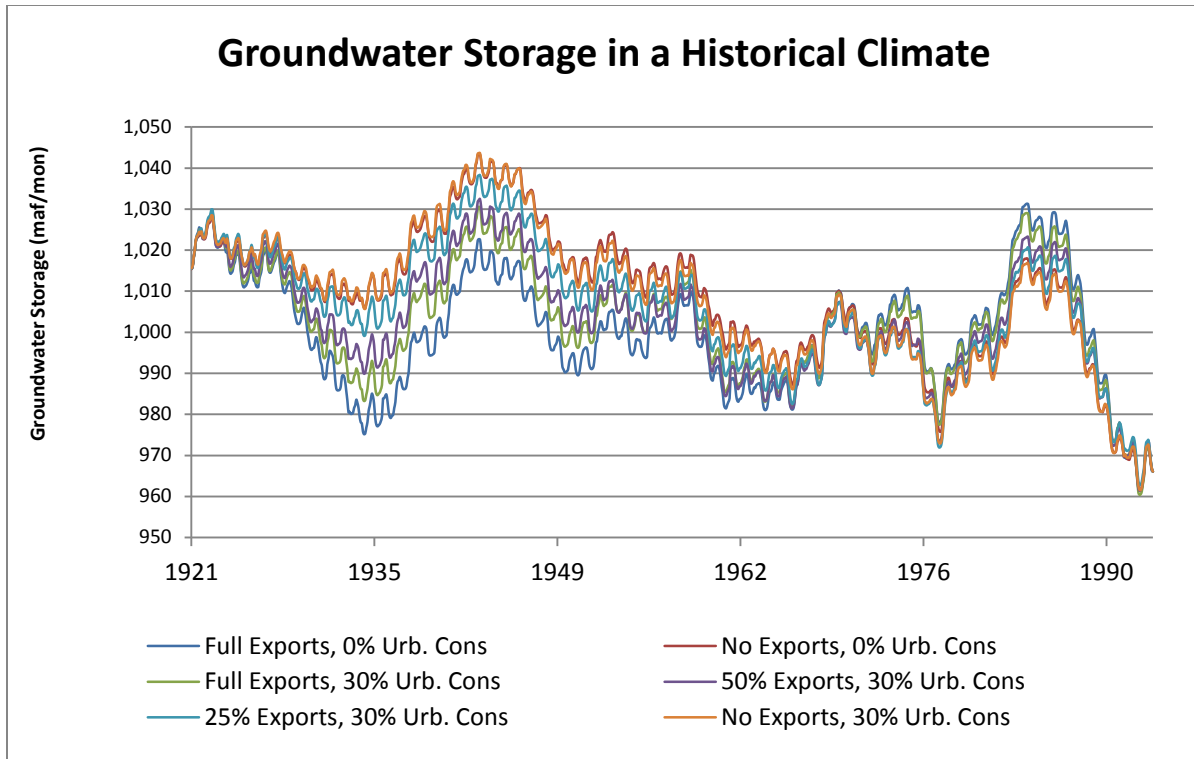 Groundwater Storage in a Historical Climate
Groundwater Storage (maf/mon)
1,050
1,040
1,030
1,020
1,010
1,000
990
980
970
960
950
1921
1935
1949
1962
1976
1990
Full Exports, 0% Urb. Cons
No Exports, 0% Urb. Cons
Full Exports, 30% Urb. Cons
50% Exports, 30% Urb. Cons
25% Exports, 30% Urb. Cons
No Exports, 30% Urb. Cons